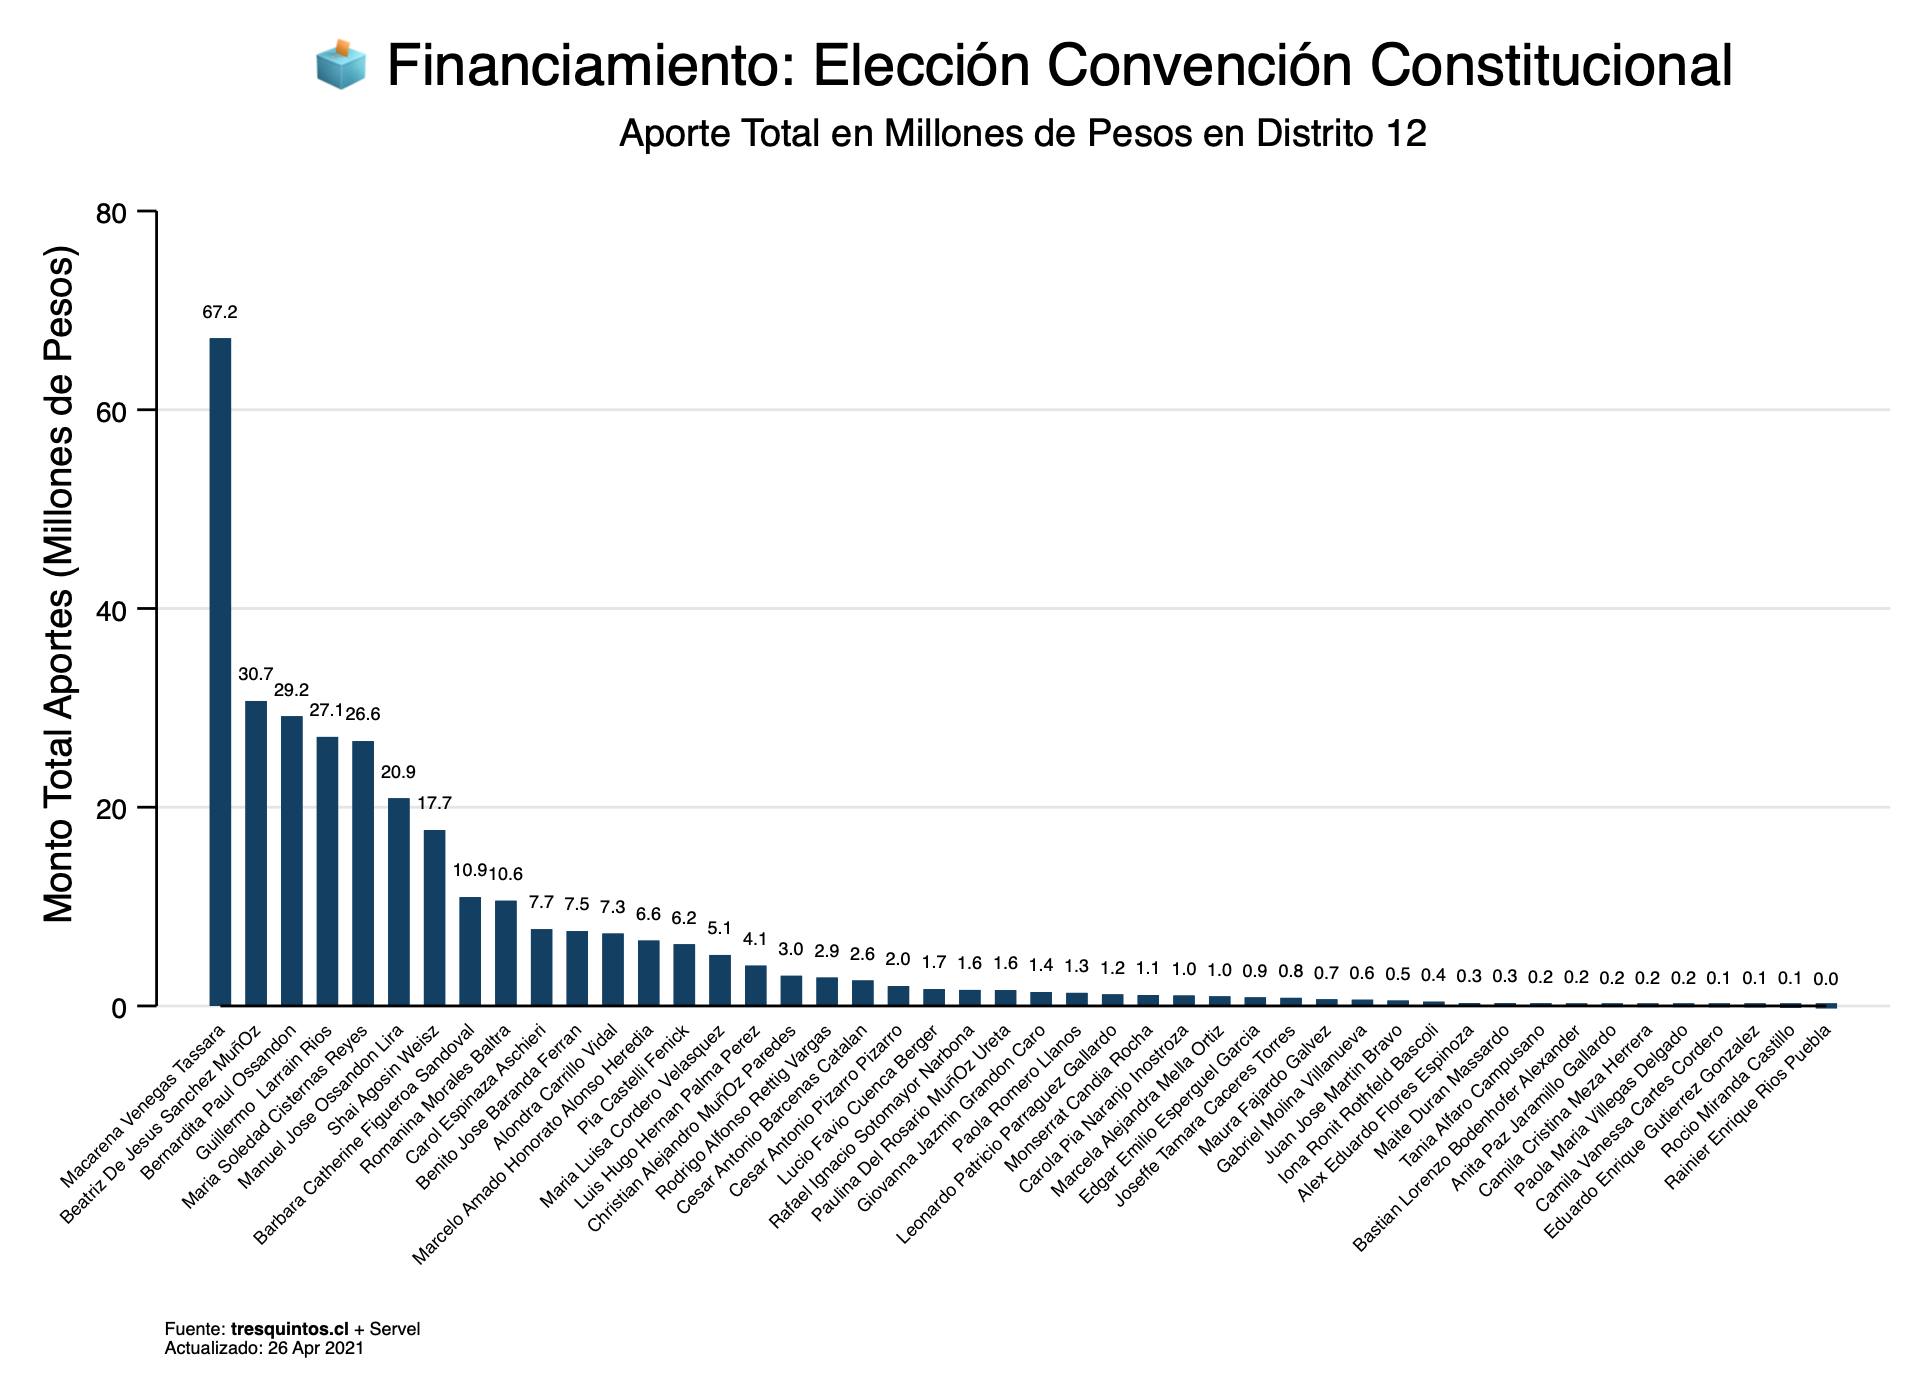 Financiamiento: Elección Convención Constitucional
Aporte Total en Millones de Pesos en Distrito 12
Monto Total Aportes (Millones de Pesos)
80
60
40
20
0
67.2
30.7
29.2
27.1
26.6
20.9
17.7
10.9
10.6
7.7
7.5
7.3
6.6
6.2
5.1
4.1
3.0
2.9
2.6
2.0
1.7
1.6
1.6
1.4
1.3
1.2
1.1
1.0
1.0
0.9
0.8
0.7
0.6
0.5
0.4
0.3
0.3
0.2
0.2
0.2
0.2
0.2
0.1
0.1
0.1
0.0
Macarena Venegas Tassara
Beatriz De Jesus Sanchez MuñOz
Bernardita Paul Ossandon
Guillermo  Larrain Rios
Maria Soledad Cisternas Reyes
Manuel Jose Ossandon Lira
Shai Agosin Weisz
Barbara Catherine Figueroa Sandoval
Romanina Morales Baltra
Carol Espinaza Aschieri
Benito Jose Baranda Ferran
Alondra Carrillo Vidal
Marcelo Amado Honorato Alonso Heredia
Pia Castelli Fenick
Maria Luisa Cordero Velasquez
Luis Hugo Hernan Palma Perez
Christian Alejandro MuñOz Paredes
Rodrigo Alfonso Rettig Vargas
Cesar Antonio Barcenas Catalan
Cesar Antonio Pizarro Pizarro
Lucio Favio Cuenca Berger
Rafael Ignacio Sotomayor Narbona
Paulina Del Rosario MuñOz Ureta
Giovanna Jazmin Grandon Caro
Paola Romero Llanos
Leonardo Patricio Parraguez Gallardo
Monserrat Candia Rocha
Carola Pia Naranjo Inostroza
Marcela Alejandra Mella Ortiz
Edgar Emilio Esperguel Garcia
Joseffe Tamara Caceres Torres
Maura Fajardo Galvez
Gabriel Molina Villanueva
Juan Jose Martin Bravo
Iona Ronit Rothfeld Bascoli
Alex Eduardo Flores Espinoza
Maite Duran Massardo
Tania Alfaro Campusano
Bastian Lorenzo Bodenhofer Alexander
Anita Paz Jaramillo Gallardo
Camila Cristina Meza Herrera
Paola Maria Villegas Delgado
Camila Vanessa Cartes Cordero
Eduardo Enrique Gutierrez Gonzalez
Rocio Miranda Castillo
Rainier Enrique Rios Puebla
Fuente: tresquintos.cl + Servel
Actualizado: 26 Apr 2021